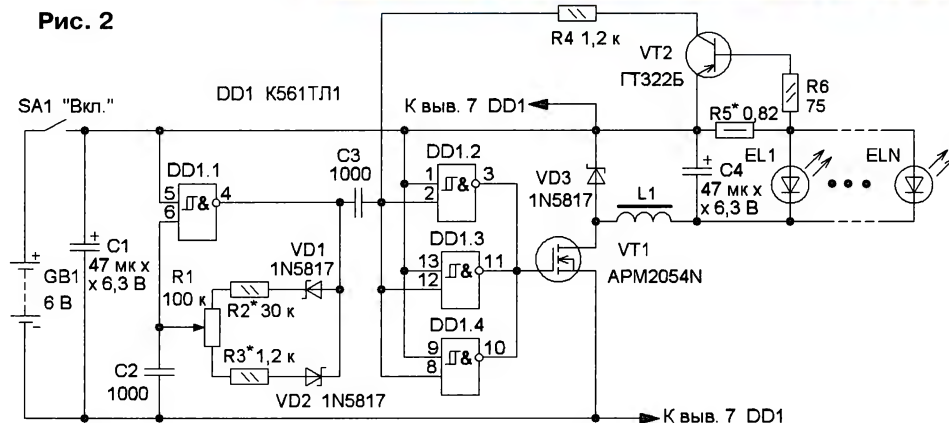 Рис. 2
R4 1,2 к
VT2
ГТ322Б
R6
75
SA1 "Вкл."
DD1 К561ТЛ1
К выв. 7 DD1
R5* 0,82
DD1.1
5
6
4
&
C3
1000
DD1.2
1
2
3
&
VD3
1N5817
L1
+
C4
47 мк х
х 6,3 В
EL1
ELN
+
C1
47 мк х
х 6,3 В
+
GB1
6 В
−
R1
100 к
VD1
1N5817
R2* 30 к
R3* 1,2 к
VD2 1N5817
DD1.3
13
12
11
&
VT1
APM2054N
DD1.4
9
8
10
&
C2
1000
К выв. 7 DD1